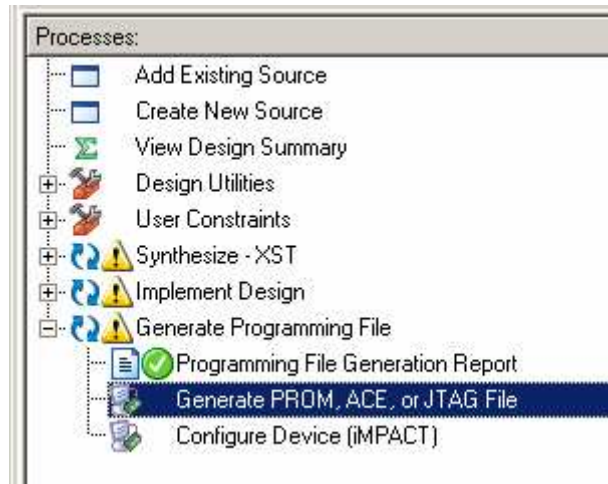 Processes:
Add Existing Source
Create New Source
View Design Summary
Design Utilities
User Constraints
Synthesize - XST
Implement Design
Generate Programming File
Programming File Generation Report
Generate PROM, ACE, or JTAG File
Configure Device (iMPACT)